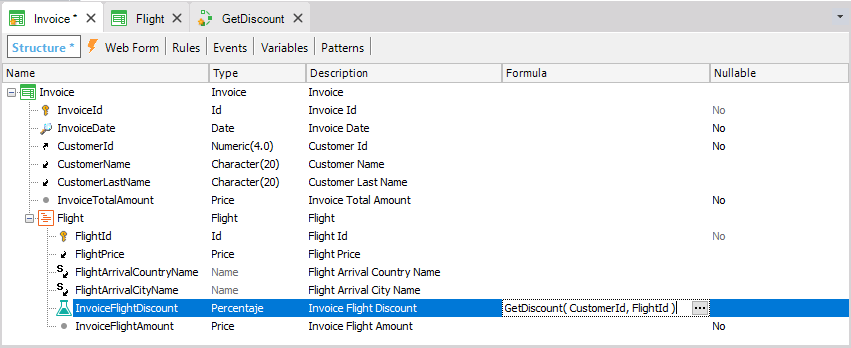 Invoice * Flight GetDiscount
Structure * Web Form Rules Events Variables Patterns
Name Type Description Formula Nullable
Invoice Invoice Invoice
InvoiceId Id Invoice Id No
InvoiceDate Date Invoice Date No
CustomerId Numeric(4.0) Customer Id No
CustomerName Character(20) Customer Name
CustomerLastName Character(20) Customer Last Name
InvoiceTotalAmount Price Invoice Total Amount No
Flight Flight Flight
FlightId Id Flight Id No
FlightPrice Price Flight Price
FlightArrivalCountryName Name Flight Arrival Country Name
FlightArrivalCityName Name Flight Arrival City Name
InvoiceFlightDiscount Percentaje Invoice Flight Discount GetDiscount( CustomerId, FlightId ) ...
InvoiceFlightAmount Price Invoice Flight Amount No